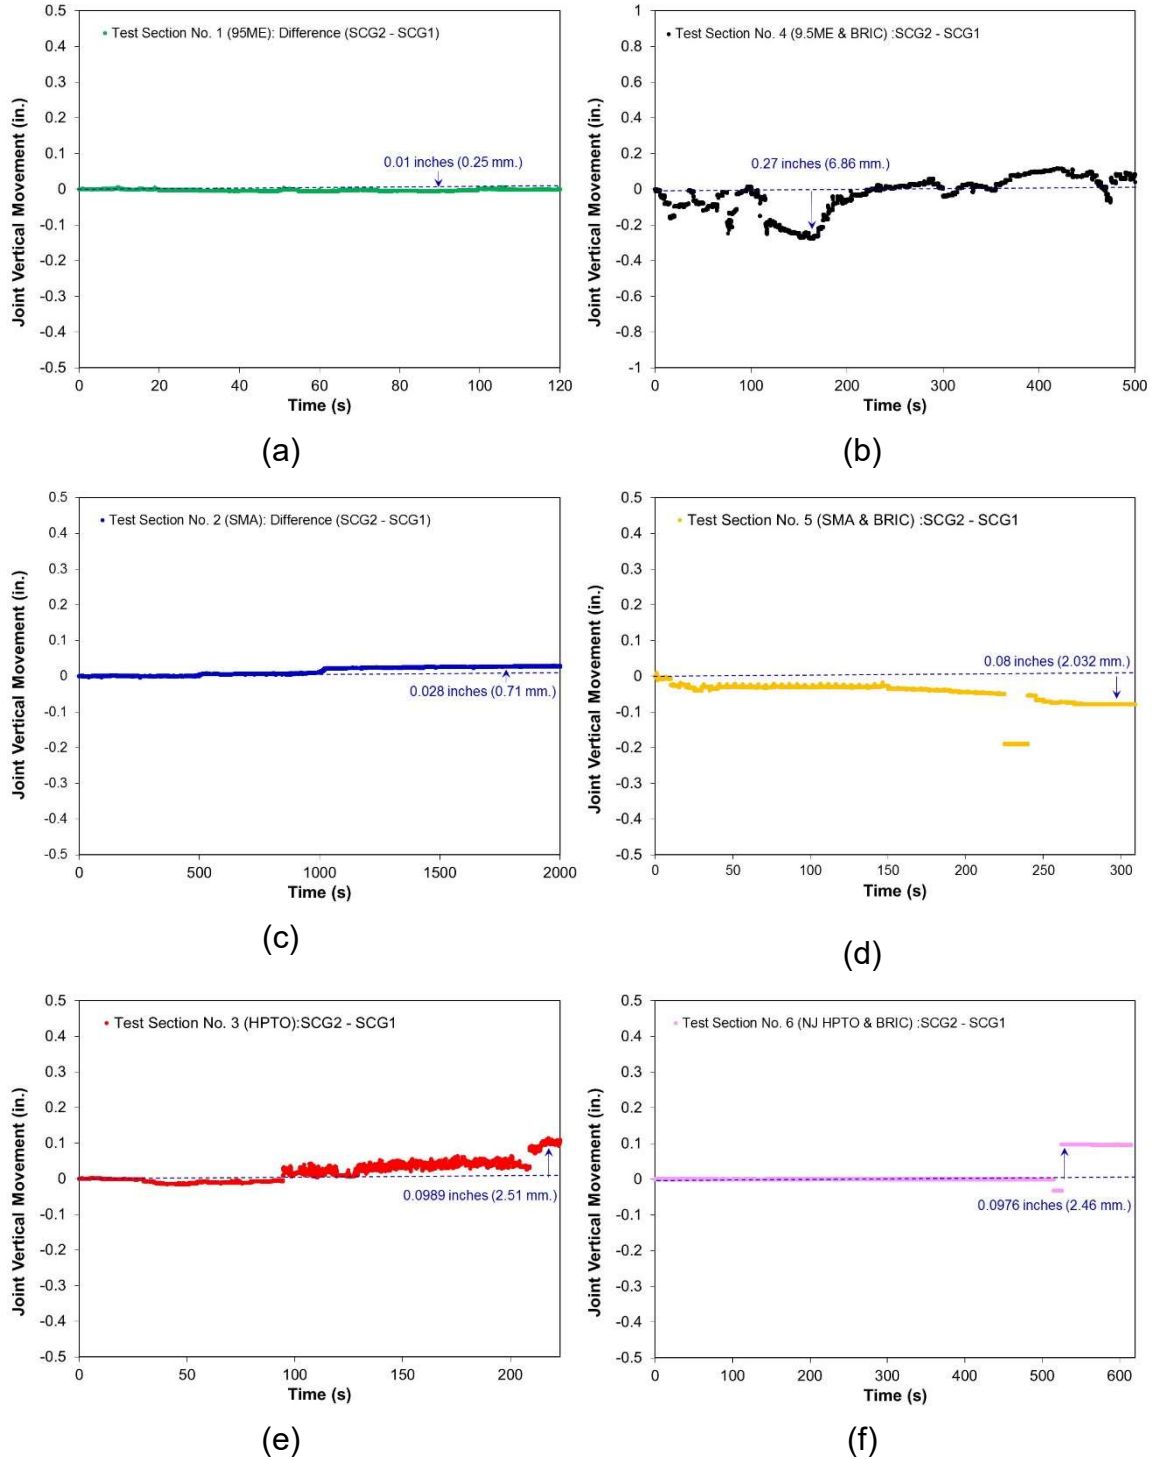 Test Section No. 1 (95ME): Difference (SCG2 - SCG1)
Joint Vertical Movement (in.)
0.5
0.4
0.3
0.2
0.1
0
-0.1
-0.2
-0.3
-0.4
-0.5
0.01 inches (0.25 mm.)
0 20 40 60 80 100 120
Time (s)
(a)
Test Section No. 4 (9.5ME & BRIC) :SCG2 - SCG1
Joint Vertical Movement (in.)
1
0.8
0.6
0.4
0.2
0
-0.2
-0.4
-0.6
-0.8
-1
0.27 inches (6.86 mm.)
0 100 200 300 400 500
Time (s)
(b)
Test Section No. 2 (SMA): Difference (SCG2 - SCG1)
Joint Vertical Movement (in.)
0.5
0.4
0.3
0.2
0.1
0
-0.1
-0.2
-0.3
-0.4
-0.5
0.028 inches (0.71 mm.)
0 500 1000 1500 2000
Time (s)
(c)
Test Section No. 5 (SMA & BRIC) :SCG2 - SCG1
Joint Vertical Movement (in.)
0.5
0.4
0.3
0.2
0.1
0
-0.1
-0.2
-0.3
-0.4
-0.5
0.08 inches (2.032 mm.)
0 50 100 150 200 250 300
Time (s)
(d)
Test Section No. 3 (HPTO):SCG2 - SCG1
Joint Vertical Movement (in.)
0.5
0.4
0.3
0.2
0.1
0
-0.1
-0.2
-0.3
-0.4
-0.5
0.0989 inches (2.51 mm.)
0 50 100 150 200
Time (s)
(e)
Test Section No. 6 (NJ HPTO & BRIC) :SCG2 - SCG1
Joint Vertical Movement (in.)
0.5
0.4
0.3
0.2
0.1
0
-0.1
-0.2
-0.3
-0.4
-0.5
0.0976 inches (2.46 mm.)
0 100 200 300 400 500 600
Time (s)
(f)